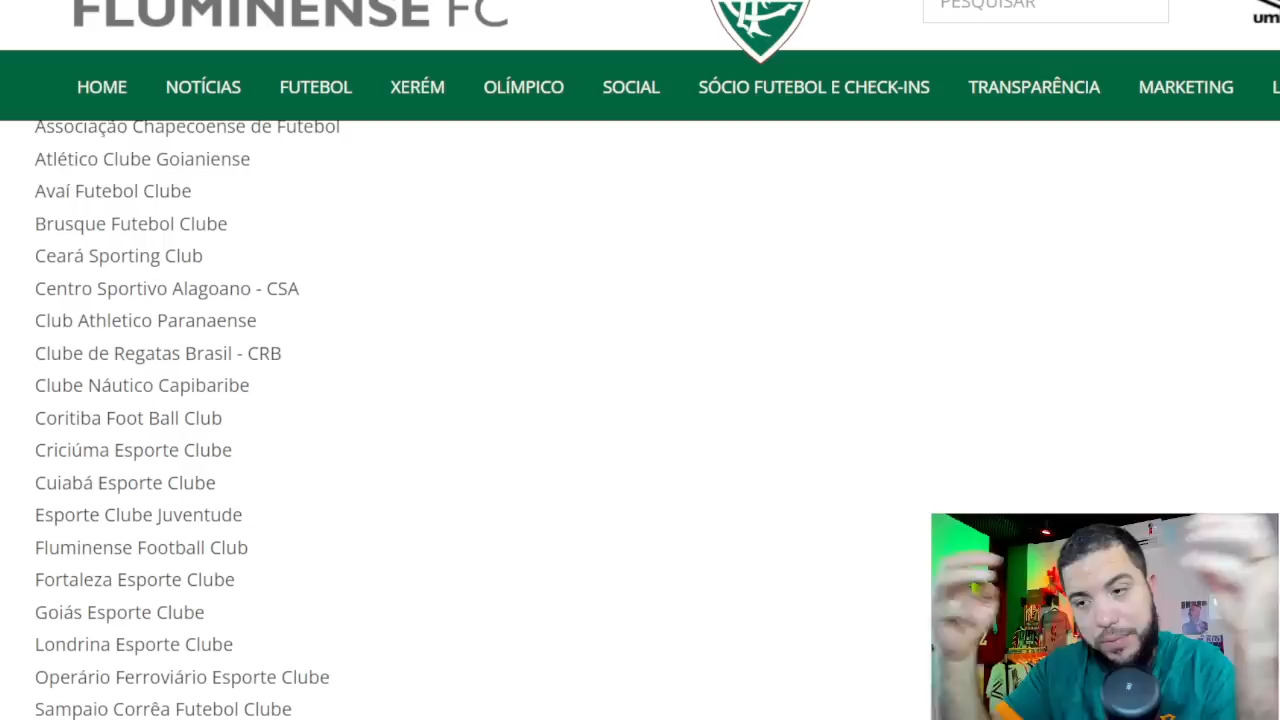 FLUMINENSE FC
PESQUISAR
HOME NOTÍCIAS FUTEBOL XERÉM OLÍMPICO SOCIAL SÓCIO FUTEBOL E CHECK-INS TRANSPARÊNCIA MARKETING
Associação Chapecoense de Futebol
Atlético Clube Goianiense
Avaí Futebol Clube
Brusque Futebol Clube
Ceará Sporting Club
Centro Sportivo Alagoano - CSA
Club Athletico Paranaense
Clube de Regatas Brasil - CRB
Clube Náutico Capibaribe
Coritiba Foot Ball Club
Criciúma Esporte Clube
Cuiabá Esporte Clube
Esporte Clube Juventude
Fluminense Football Club
Fortaleza Esporte Clube
Goiás Esporte Clube
Londrina Esporte Clube
Operário Ferroviário Esporte Clube
Sampaio Corrêa Futebol Clube